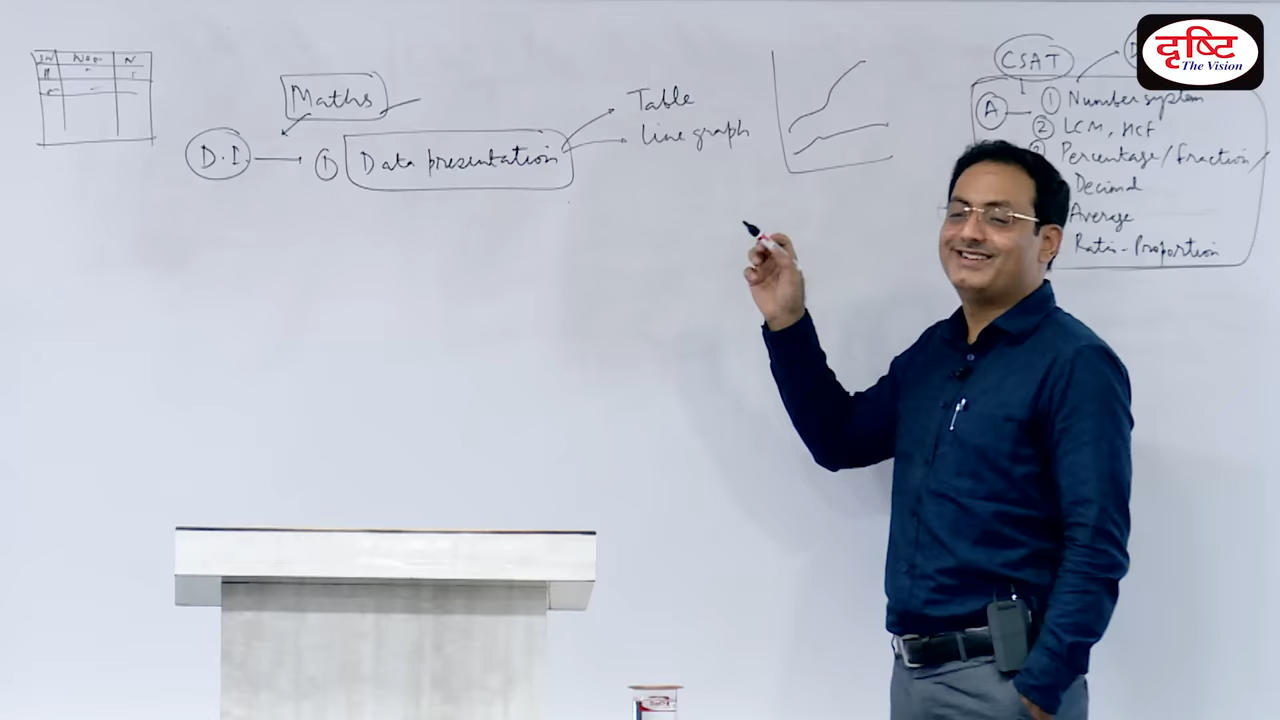 दृष्टि
The Vision
CSAT
A
① Number system
② LCM, HCF
Percentage/fraction/
Decimal
Average
Ratio-Proportion
Maths
D.I.
① Data presentation
Table
line graph